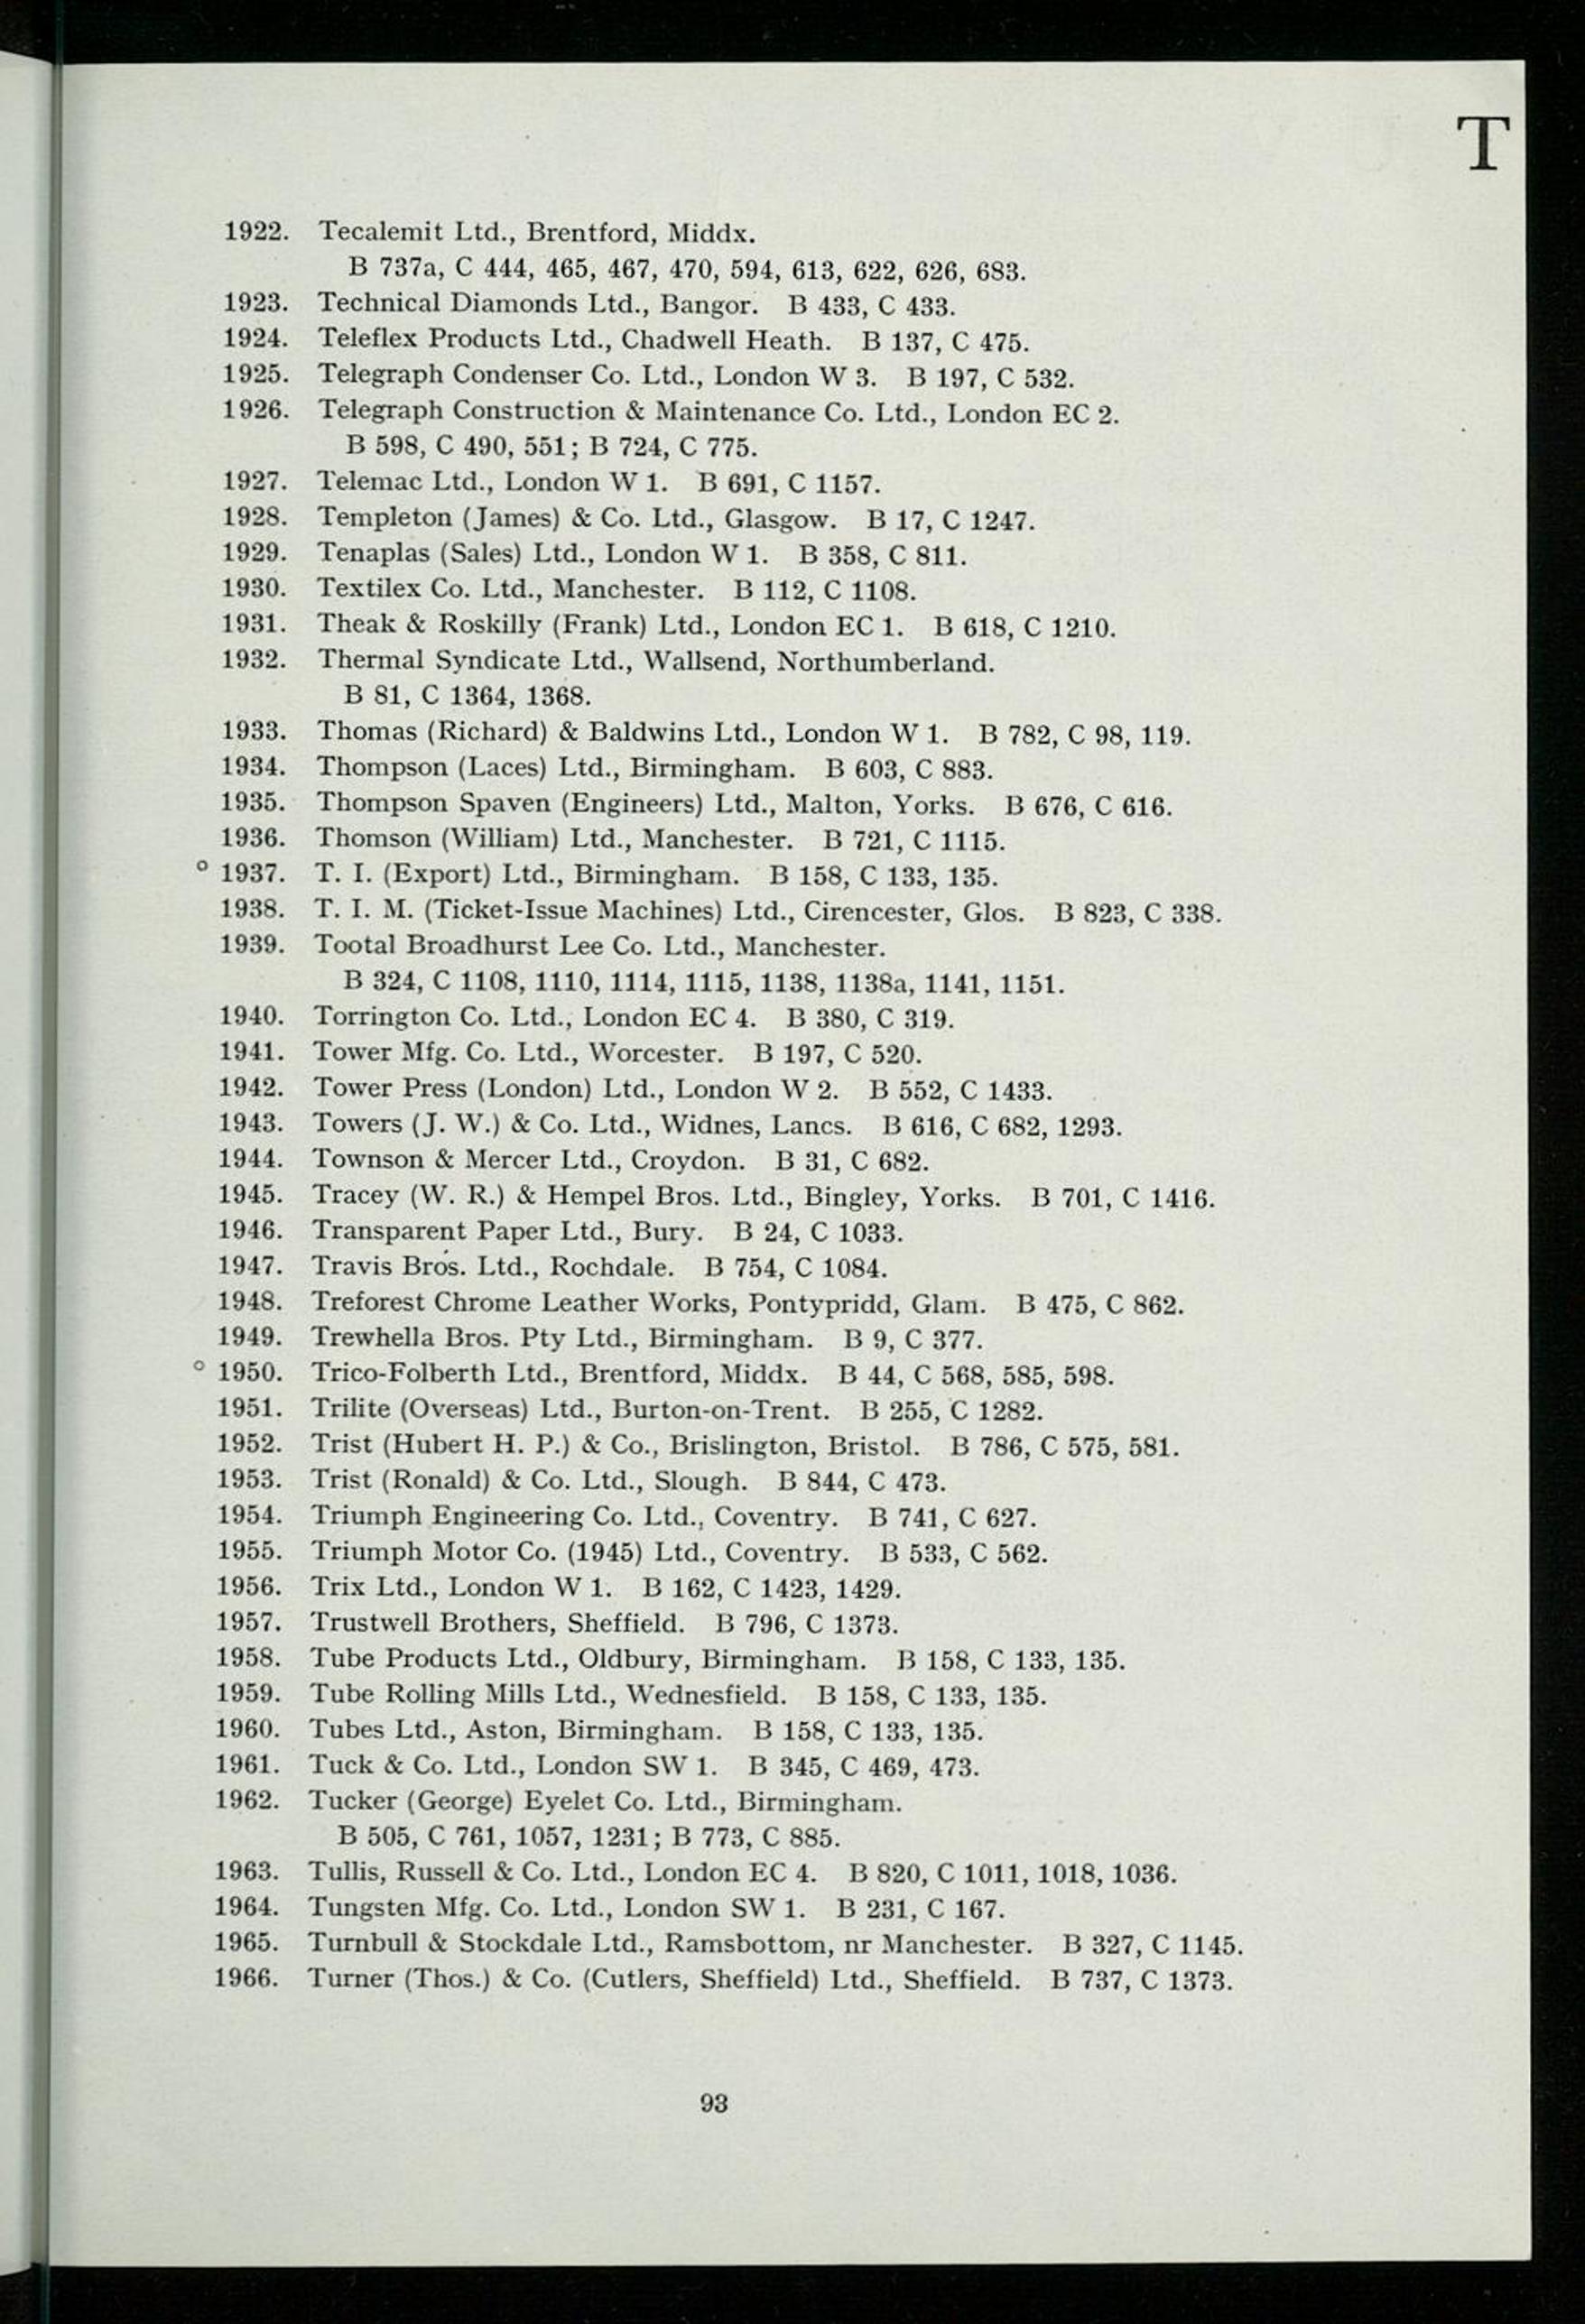 T
1922. Tecalemit Ltd., Brentford, Middx.
B 737a, C 444, 465, 467, 470, 594, 613, 622, 626, 683.
1923. Technical Diamonds Ltd., Bangor. B 433, C 433.
1924. Teleflex Products Ltd., Chadwell Heath. B 137, C 475.
1925. Telegraph Condenser Co. Ltd., London W 3. B 197, C 532.
1926. Telegraph Construction & Maintenance Co. Ltd., London EC 2.
B 598, C 490, 551; B 724, C 775.
1927. Telemac Ltd., London W 1. B 691, C 1157.
1928. Templeton (James) & Co. Ltd., Glasgow. B 17, C 1247.
1929. Tenaplas (Sales) Ltd., London W 1. B 358, C 811.
1930. Textilex Co. Ltd., Manchester. B 112, C 1108.
1931. Theak & Roskilly (Frank) Ltd., London EC 1. B 618, C 1210.
1932. Thermal Syndicate Ltd., Wallsend, Northumberland.
B 81, C 1364, 1368.
1933. Thomas (Richard) & Baldwins Ltd., London W 1. B 782, C 98, 119.
1934. Thompson (Laces) Ltd., Birmingham. B 603, C 883.
1935. Thompson Spaven (Engineers) Ltd., Malton, Yorks. B 676, C 616.
1936. Thomson (William) Ltd., Manchester. B 721, C 1115.
° 1937. T. I. (Export) Ltd., Birmingham. B 158, C 133, 135.
1938. T. I. M. (Ticket-Issue Machines) Ltd., Cirencester, Glos. B 823, C 338.
1939. Tootal Broadhurst Lee Co. Ltd., Manchester.
B 324, C 1108, 1110, 1114, 1115, 1138, 1138a, 1141, 1151.
1940. Torrington Co. Ltd., London EC 4. B 380, C 319.
1941. Tower Mfg. Co. Ltd., Worcester. B 197, C 520.
1942. Tower Press (London) Ltd., London W 2. B 552, C 1433.
1943. Towers (J. W.) & Co. Ltd., Widnes, Lancs. B 616, C 682, 1293.
1944. Townson & Mercer Ltd., Croydon. B 31, C 682.
1945. Tracey (W. R.) & Hempel Bros. Ltd., Bingley, Yorks. B 701, C 1416.
1946. Transparent Paper Ltd., Bury. B 24, C 1033.
1947. Travis Bros. Ltd., Rochdale. B 754, C 1084.
1948. Treforest Chrome Leather Works, Pontypridd, Glam. B 475, C 862.
1949. Trewhella Bros. Pty Ltd., Birmingham. B 9, C 377.
° 1950. Trico-Folberth Ltd., Brentford, Middx. B 44, C 568, 585, 598.
1951. Trilite (Overseas) Ltd., Burton-on-Trent. B 255, C 1282.
1952. Trist (Hubert H. P.) & Co., Brislington, Bristol. B 786, C 575, 581.
1953. Trist (Ronald) & Co. Ltd., Slough. B 844, C 473.
1954. Triumph Engineering Co. Ltd., Coventry. B 741, C 627.
1955. Triumph Motor Co. (1945) Ltd., Coventry. B 533, C 562.
1956. Trix Ltd., London W 1. B 162, C 1423, 1429.
1957. Trustwell Brothers, Sheffield. B 796, C 1373.
1958. Tube Products Ltd., Oldbury, Birmingham. B 158, C 133, 135.
1959. Tube Rolling Mills Ltd., Wednesfield. B 158, C 133, 135.
1960. Tubes Ltd., Aston, Birmingham. B 158, C 133, 135.
1961. Tuck & Co. Ltd., London SW 1. B 345, C 469, 473.
1962. Tucker (George) Eyelet Co. Ltd., Birmingham.
B 505, C 761, 1057, 1231; B 773, C 885.
1963. Tullis, Russell & Co. Ltd., London EC 4. B 820, C 1011, 1018, 1036.
1964. Tungsten Mfg. Co. Ltd., London SW 1. B 231, C 167.
1965. Turnbull & Stockdale Ltd., Ramsbottom, nr Manchester. B 327, C 1145.
1966. Turner (Thos.) & Co. (Cutlers, Sheffield) Ltd., Sheffield. B 737, C 1373.
93